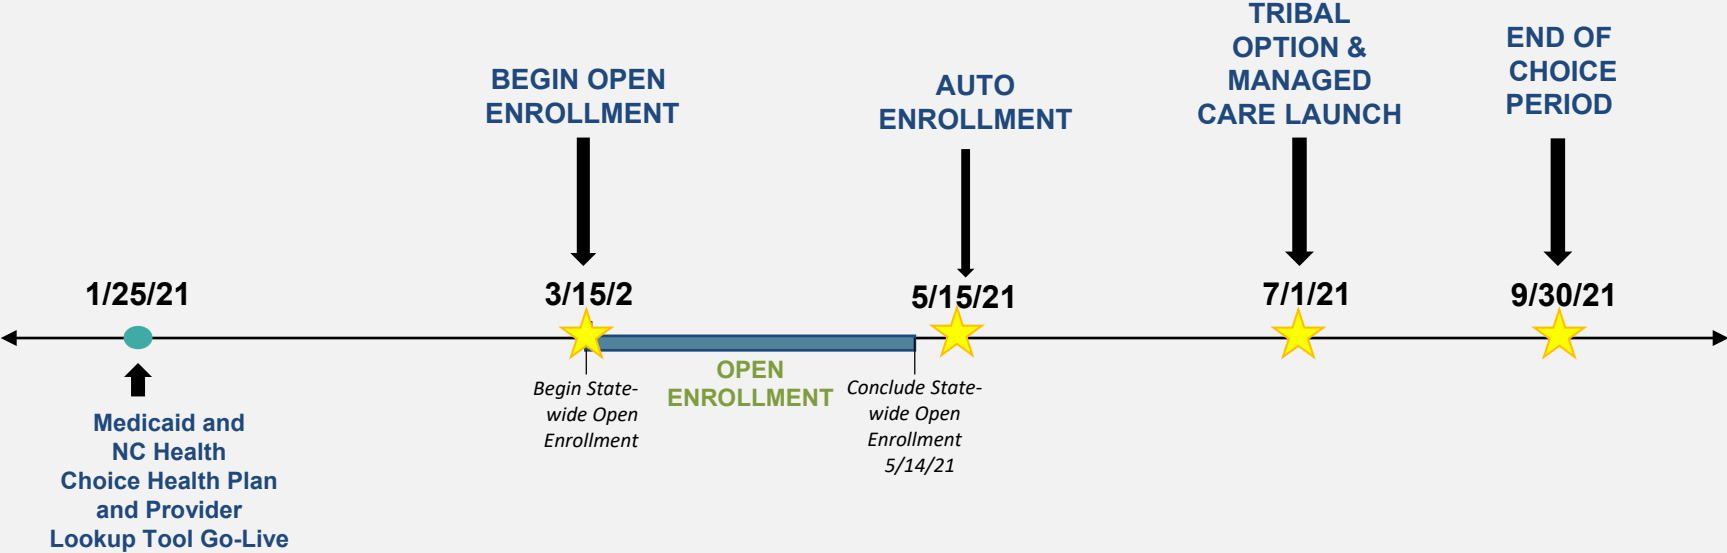 BEGIN OPEN
ENROLLMENT
AUTO
ENROLLMENT
TRIBAL
OPTION &
MANAGED
CARE LAUNCH
END OF
CHOICE
PERIOD
1/25/21
3/15/2
5/15/21
7/1/21
9/30/21
Medicaid and
NC Health
Choice Health Plan
and Provider
Lookup Tool Go-Live
Begin State-
wide Open
Enrollment
OPEN
ENROLLMENT
Conclude State-
wide Open
Enrollment
5/14/21